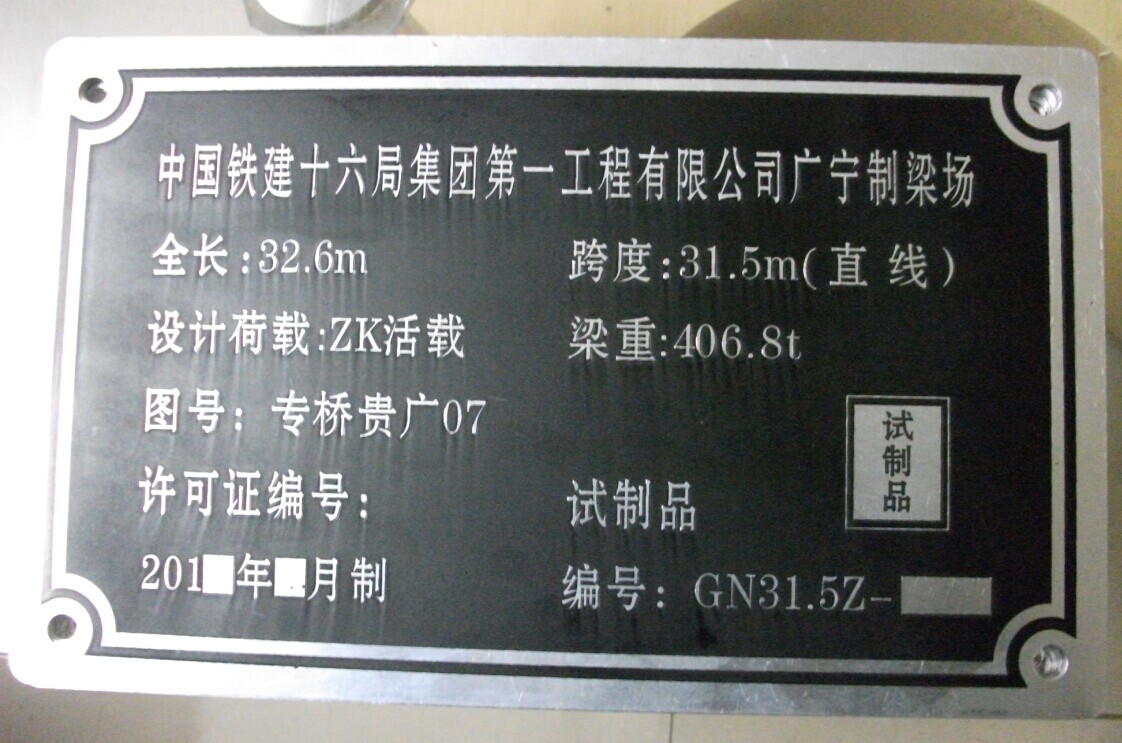 中国铁建十六局集团第一工程有限公司广宁制梁场
全长:32.6m 跨度:31.5m(直线)
设计荷载:ZK活载 梁重:406.8t
图号: 专桥贵广07
试制品
许可证编号: 试制品
201 年 月制 编号: GN31.5Z-